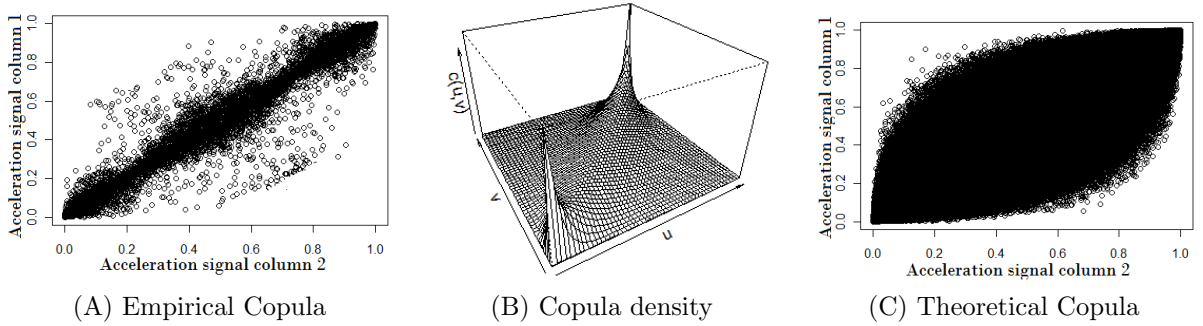 Acceleration signal column 1
1.0
0.8
0.6
0.4
0.2
0.0
0.0 0.2 0.4 0.6 0.8 1.0
Acceleration signal column 2
(A) Empirical Copula
c(u,v)
v
u
(B) Copula density
Acceleration signal column 1
1.0
0.8
0.6
0.4
0.2
0.0
0.0 0.2 0.4 0.6 0.8 1.0
Acceleration signal column 2
(C) Theoretical Copula